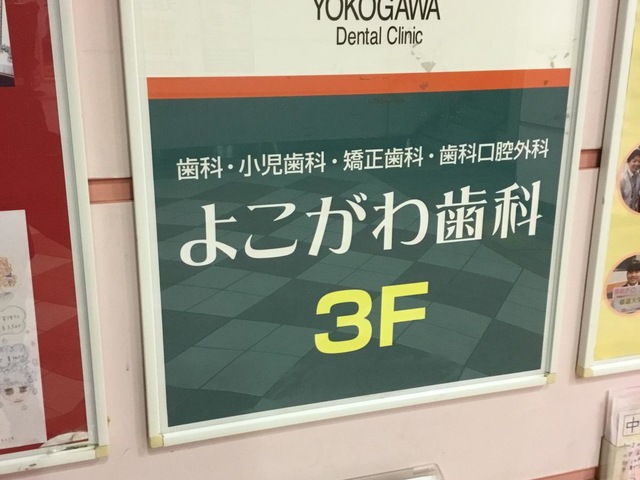 YOKOGAWA
Dental Clinic
歯科・小児歯科・矯正歯科・歯科口腔外科
よこがわ歯科
3F
中